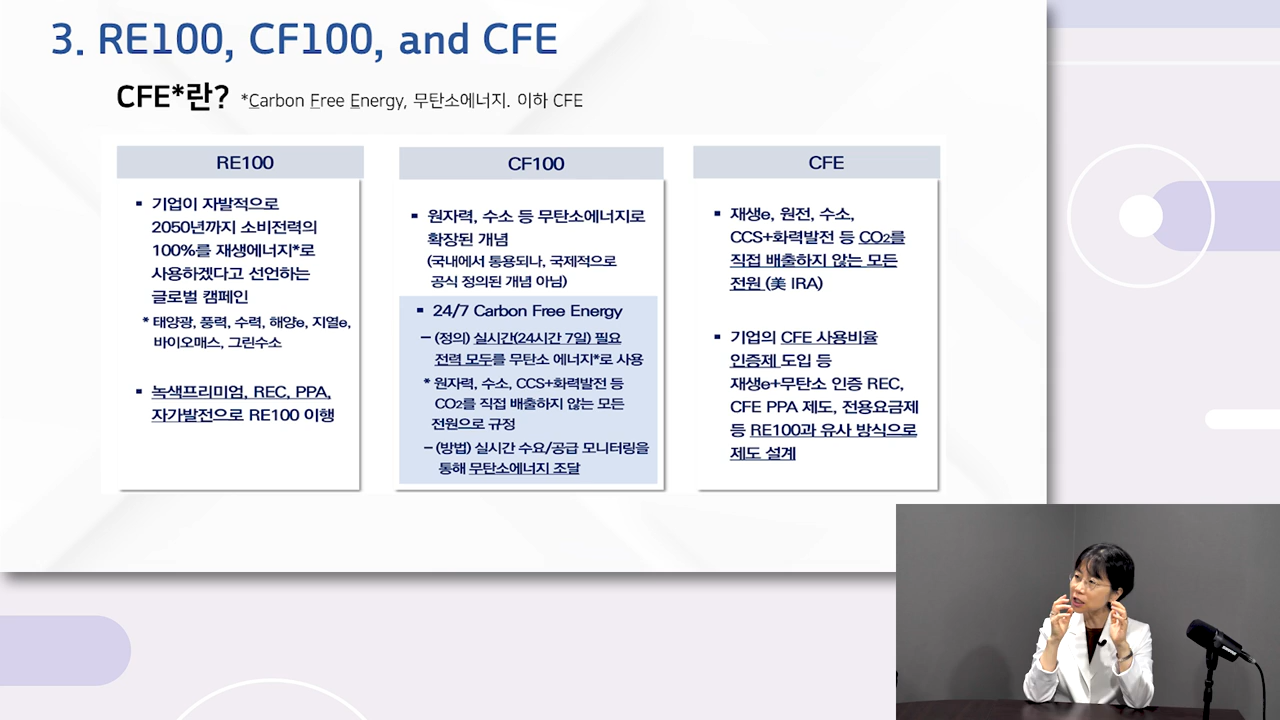 3. RE100, CF100, and CFE
CFE*란? *Carbon Free Energy, 무탄소에너지. 이하 CFE
RE100
▪ 기업이 자발적으로
2050년까지 소비전력의
100%를 재생에너지*로
사용하겠다고 선언하는
글로벌 캠페인
* 태양광, 풍력, 수력, 해양e, 지열e,
바이오매스, 그린수소
▪ 녹색프리미엄, REC, PPA,
자가발전으로 RE100 이행
CF100
▪ 원자력, 수소 등 무탄소에너지로
확장된 개념
(국내에서 통용되나, 국제적으로
공식 정의된 개념 아님)
▪ 24/7 Carbon Free Energy
– (정의) 실시간(24시간 7일) 필요
전력 모두를 무탄소 에너지*로 사용
* 원자력, 수소, CCS+화력발전 등
CO2를 직접 배출하지 않는 모든
전원으로 규정
– (방법) 실시간 수요/공급 모니터링을
통해 무탄소에너지 조달
CFE
▪ 재생e, 원전, 수소,
CCS+화력발전 등 CO2를
직접 배출하지 않는 모든
전원 (美 IRA)
▪ 기업의 CFE 사용비율
인증제 도입 등
재생e+무탄소 인증 REC,
CFE PPA 제도, 전용요금제
등 RE100과 유사 방식으로
제도 설계